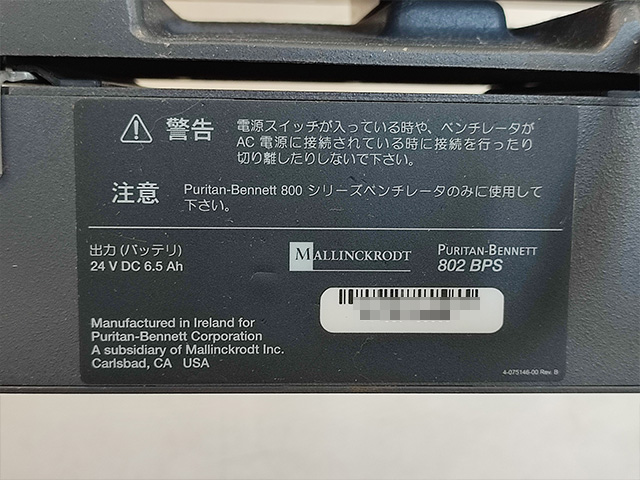 警告
電源スイッチが入っている時や、ベンチレータが
AC 電源に接続されている時に接続を行ったり
切り離したりしないで下さい。
注意
Puritan-Bennett 800 シリーズベンチレータのみに使用して
下さい。
出力 (バッテリ)
24 V DC 6.5 Ah
MALLINCKRODT
PURITAN-BENNETT
802 BPS
Manufactured in Ireland for
Puritan-Bennett Corporation
A subsidiary of Mallinckrodt Inc.
Carlsbad, CA USA
4-075146-00 Rev. B